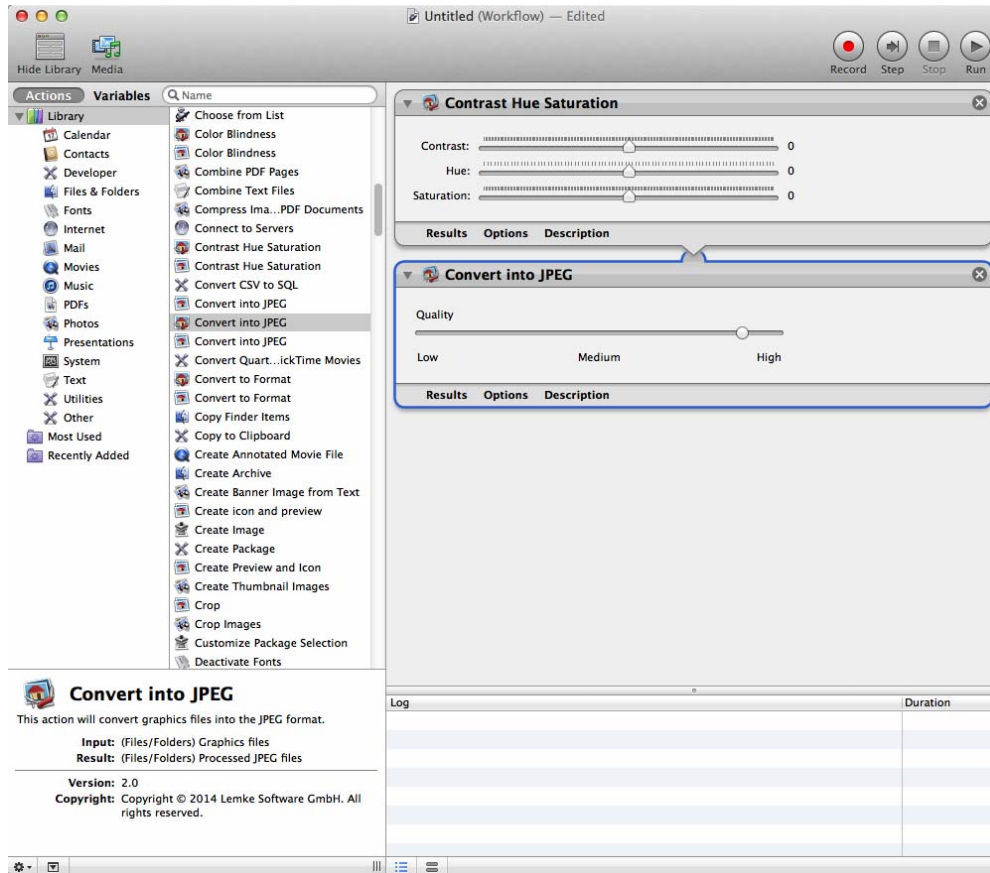 Untitled (Workflow) — Edited
Hide Library
Media
Record
Step
Stop
Run
Actions
Variables
Name
Library
Calendar
Contacts
Developer
Files & Folders
Fonts
Internet
Mail
Movies
Music
PDFs
Photos
Presentations
System
Text
Utilities
Other
Most Used
Recently Added
Choose from List
Color Blindness
Color Blindness
Combine PDF Pages
Combine Text Files
Compress Ima...PDF Documents
Connect to Servers
Contrast Hue Saturation
Contrast Hue Saturation
Convert CSV to SQL
Convert into JPEG
Convert into JPEG
Convert into JPEG
Convert Quart...ickTime Movies
Convert to Format
Convert to Format
Copy Finder Items
Copy to Clipboard
Create Annotated Movie File
Create Archive
Create Banner Image from Text
Create icon and preview
Create Image
Create Package
Create Preview and Icon
Create Thumbnail Images
Crop
Crop Images
Customize Package Selection
Deactivate Fonts
Contrast Hue Saturation
Contrast: 0
Hue: 0
Saturation: 0
Results Options Description
Convert into JPEG
Quality
Low Medium High
Results Options Description
Convert into JPEG
This action will convert graphics files into the JPEG format.
Input: (Files/Folders) Graphics files
Result: (Files/Folders) Processed JPEG files
Version: 2.0
Copyright: Copyright © 2014 Lemke Software GmbH. All
rights reserved.
Log
Duration